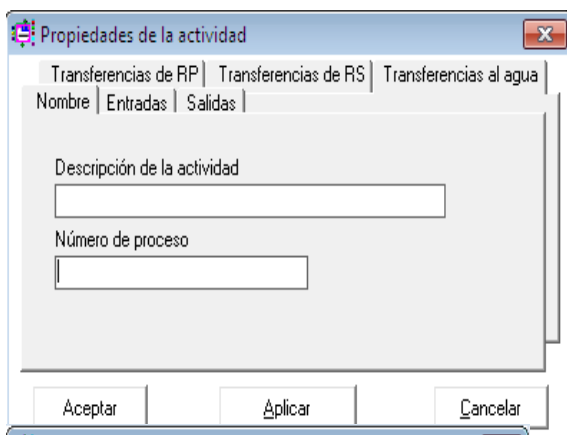 Propiedades de la actividad
Transferencias de RP Transferencias de RS Transferencias al agua
Nombre Entradas Salidas
Descripción de la actividad
Número de proceso
Aceptar Aplicar Cancelar